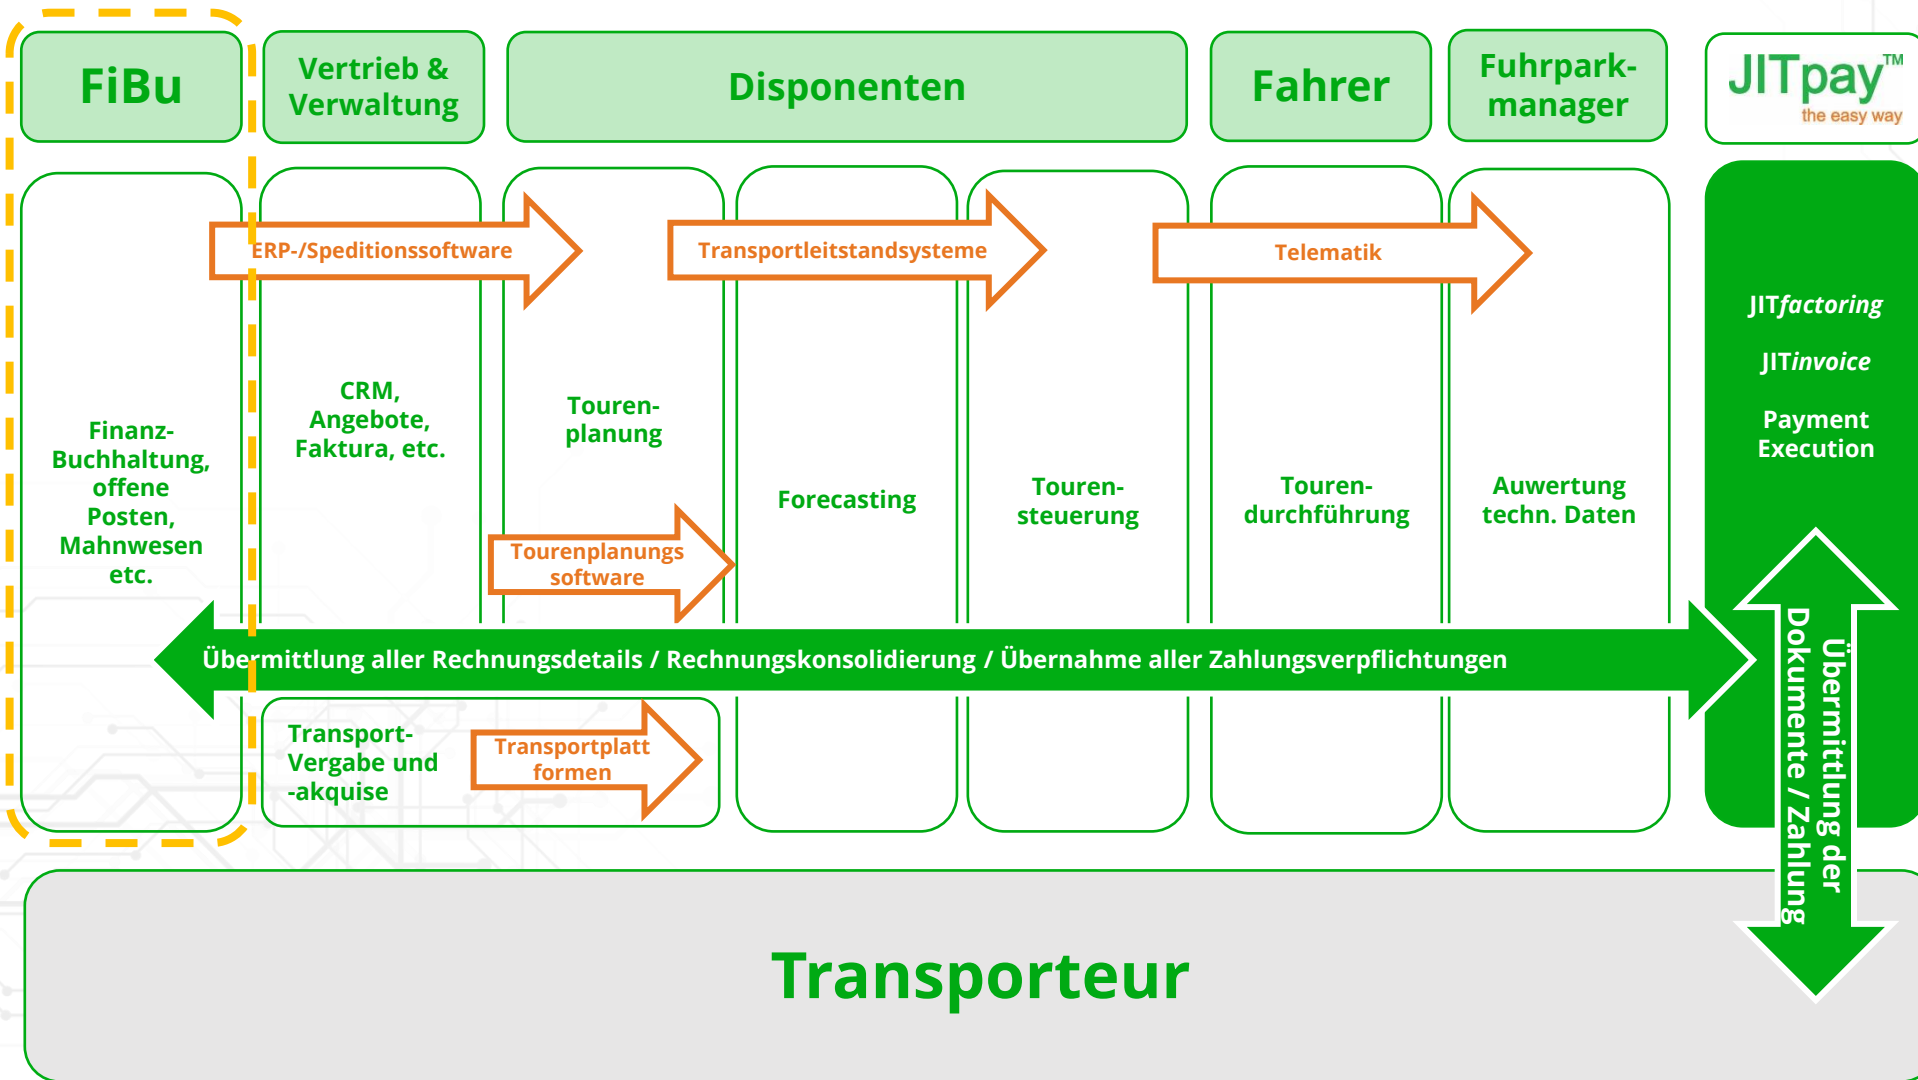 FiBu
Vertrieb &
Verwaltung
Disponenten
Fahrer
Fuhrpark-
manager
JITpay™
the easy way
ERP-/Speditionssoftware
Transportleitstandsysteme
Telematik
Finanz-
Buchhaltung,
offene
Posten,
Mahnwesen
etc.
CRM,
Angebote,
Faktura, etc.
Touren-
planung
Tourenplanungs
software
Forecasting
Touren-
steuerung
Touren-
durchführung
Auwertung
techn. Daten
JITfactoring
JITinvoice
Payment
Execution
Übermittlung aller Rechnungsdetails / Rechnungskonsolidierung / Übernahme aller Zahlungsverpflichtungen
Transport-
Vergabe und
-akquise
Transportplatt
formen
Übermittlung der
Dokumente / Zahlung
Transporteur